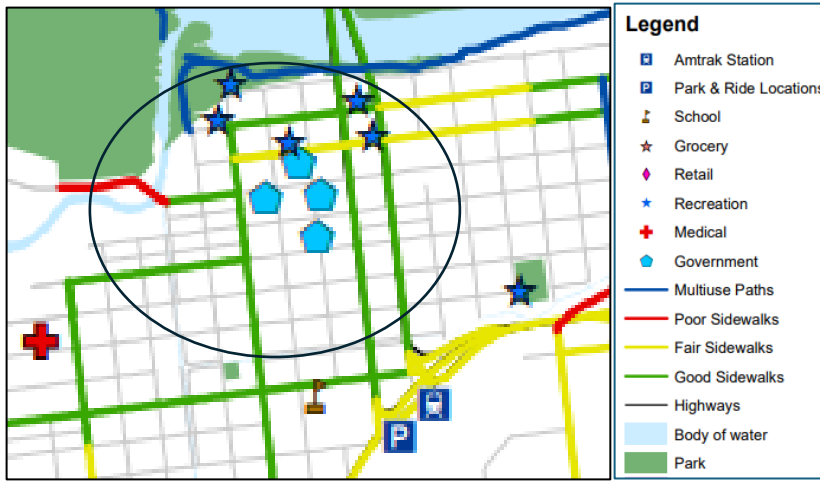 Legend
Amtrak Station
Park & Ride Locations
School
Grocery
Retail
Recreation
Medical
Government
Multiuse Paths
Poor Sidewalks
Fair Sidewalks
Good Sidewalks
Highways
Body of water
Park
P